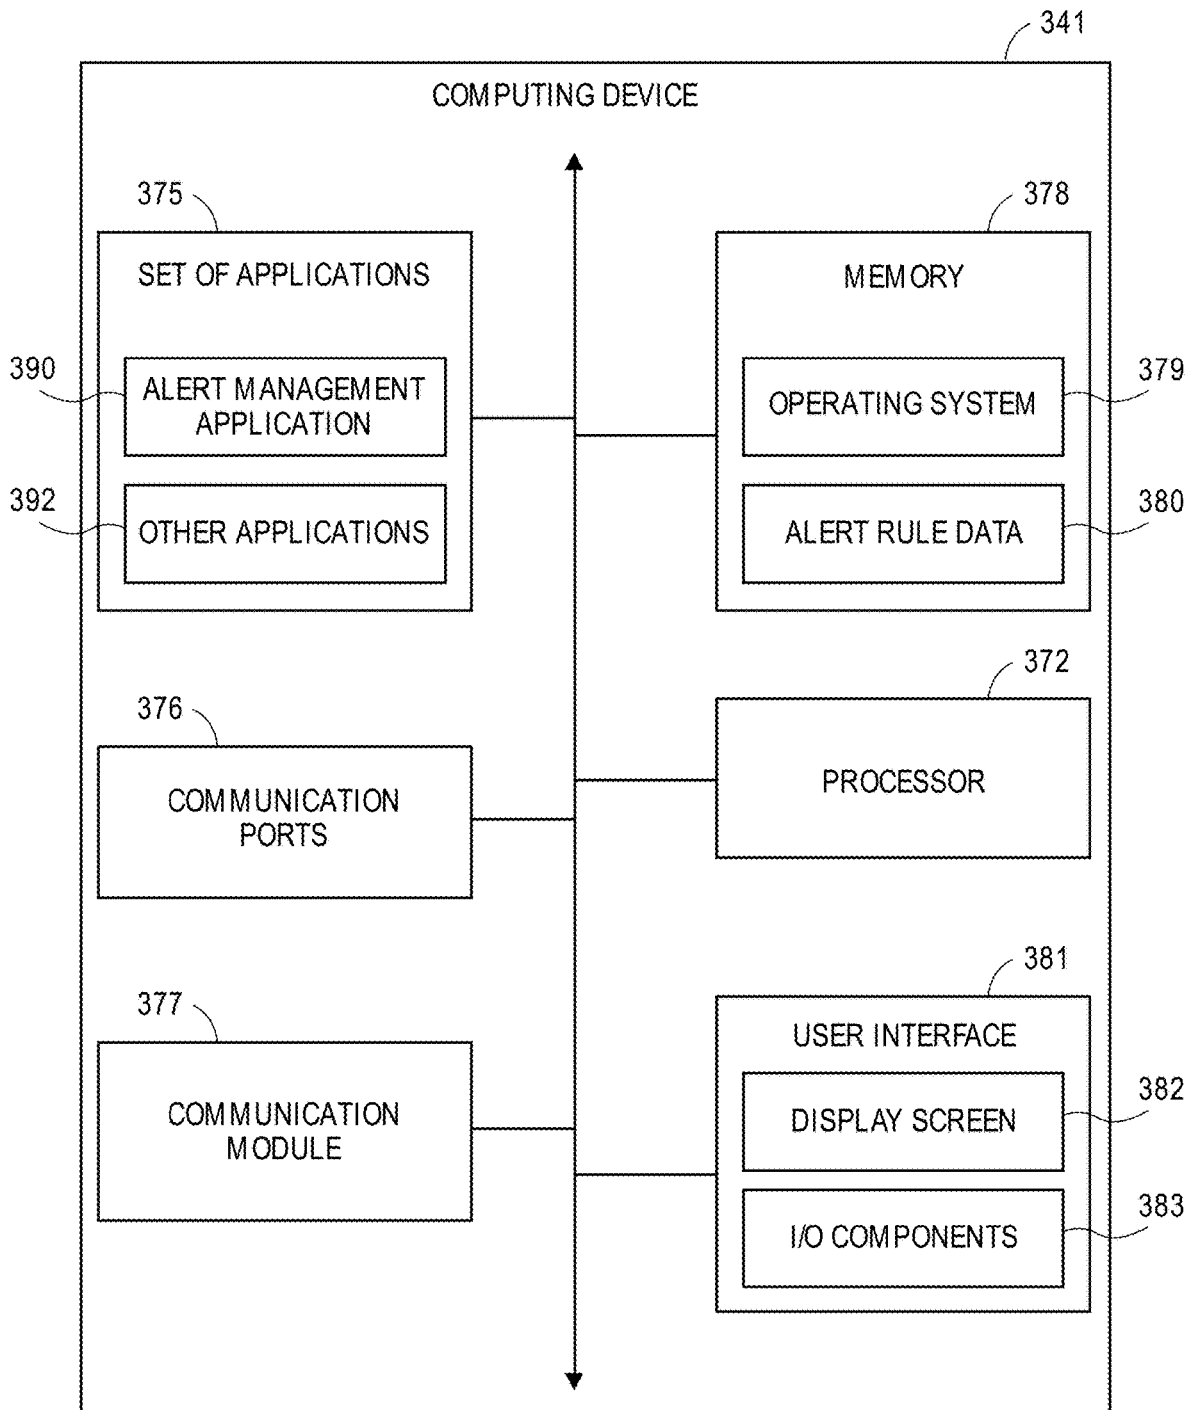 341
COMPUTING DEVICE
375
SET OF APPLICATIONS
390
ALERT MANAGEMENT
APPLICATION
392
OTHER APPLICATIONS
378
MEMORY
379
OPERATING SYSTEM
380
ALERT RULE DATA
376
COMMUNICATION
PORTS
372
PROCESSOR
377
COMMUNICATION
MODULE
381
USER INTERFACE
382
DISPLAY SCREEN
383
I/O COMPONENTS